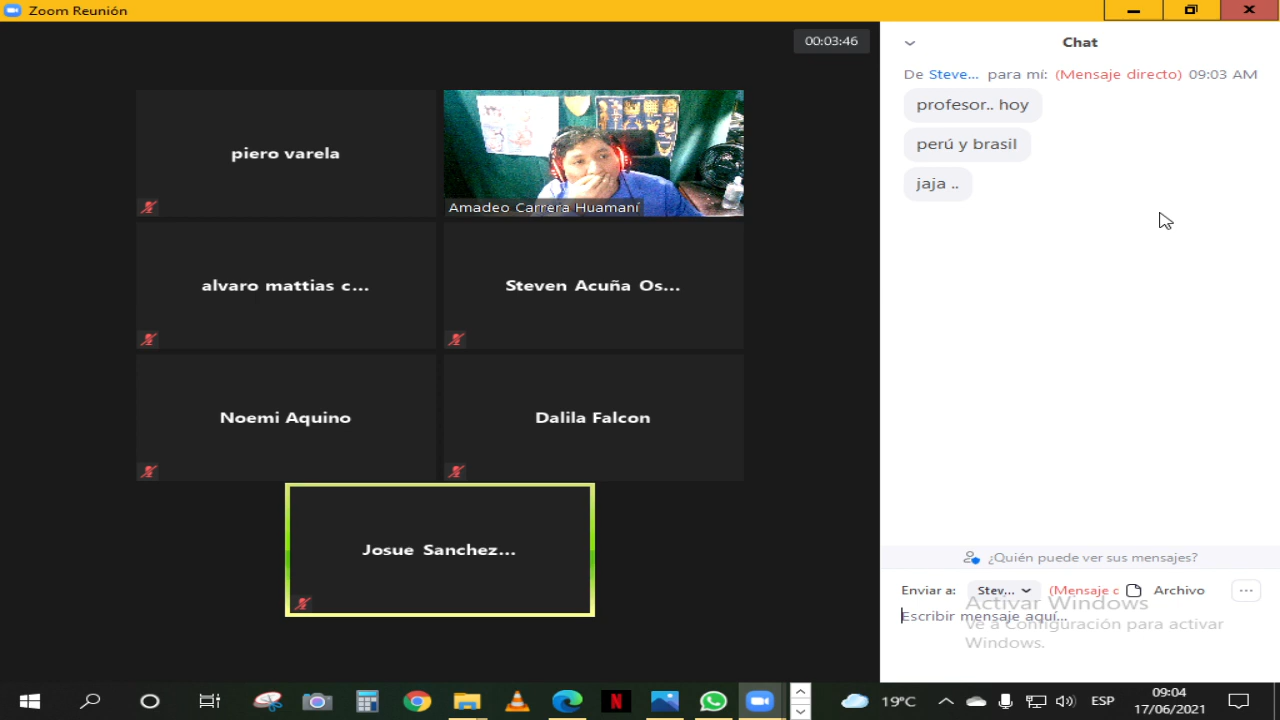 Zoom Reunión
00:03:46
Chat
De Steve... para mí: (Mensaje directo) 09:03 AM
profesor.. hoy
perú y brasil
jaja ..
piero varela
Amadeo Carrera Huamaní
alvaro mattias c...
Steven Acuña Os...
Noemi Aquino
Dalila Falcon
Josue Sanchez...
¿Quién puede ver sus mensajes?
Enviar a: Stev... (Mensaje d Archivo ...
Escribir mensaje aquí...
Activar Windows
Ve a Configuración para activar
Windows.
N
19°C
ESP
09:04
17/06/2021